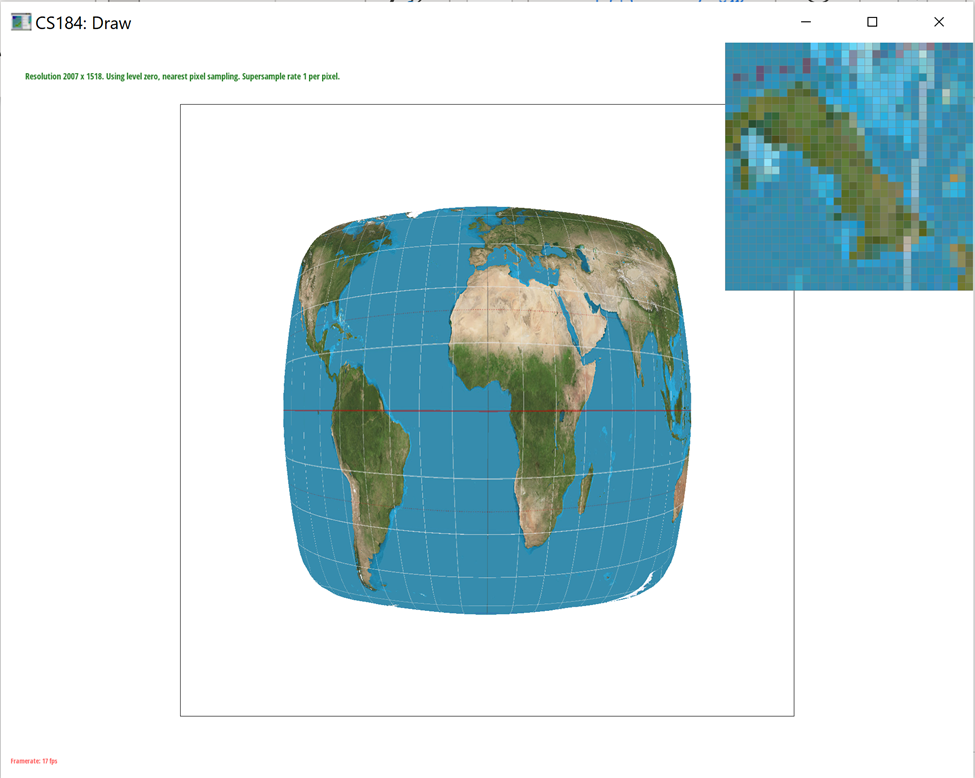 CS184: Draw
Resolution 2007 x 1518. Using level zero, nearest pixel sampling. Supersample rate 1 per pixel.
Framerate: 17 fps